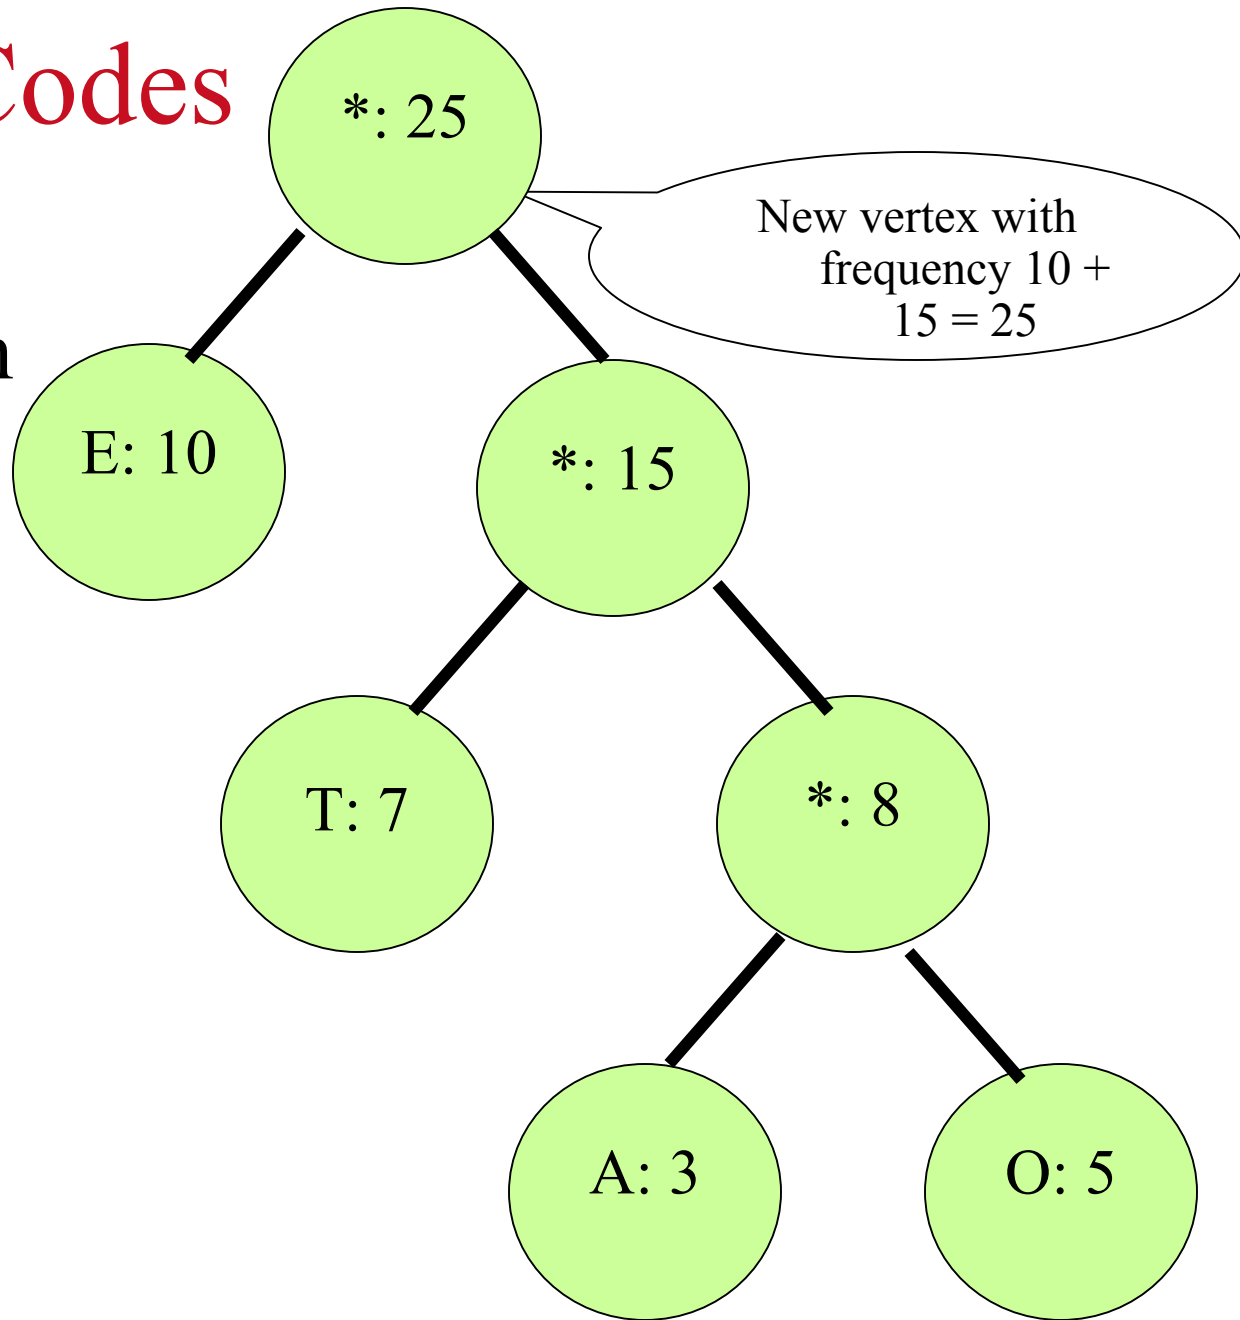 Codes
*: 25
New vertex with
frequency 10 +
15 = 25
n
E: 10
*: 15
T: 7
*: 8
A: 3
O: 5